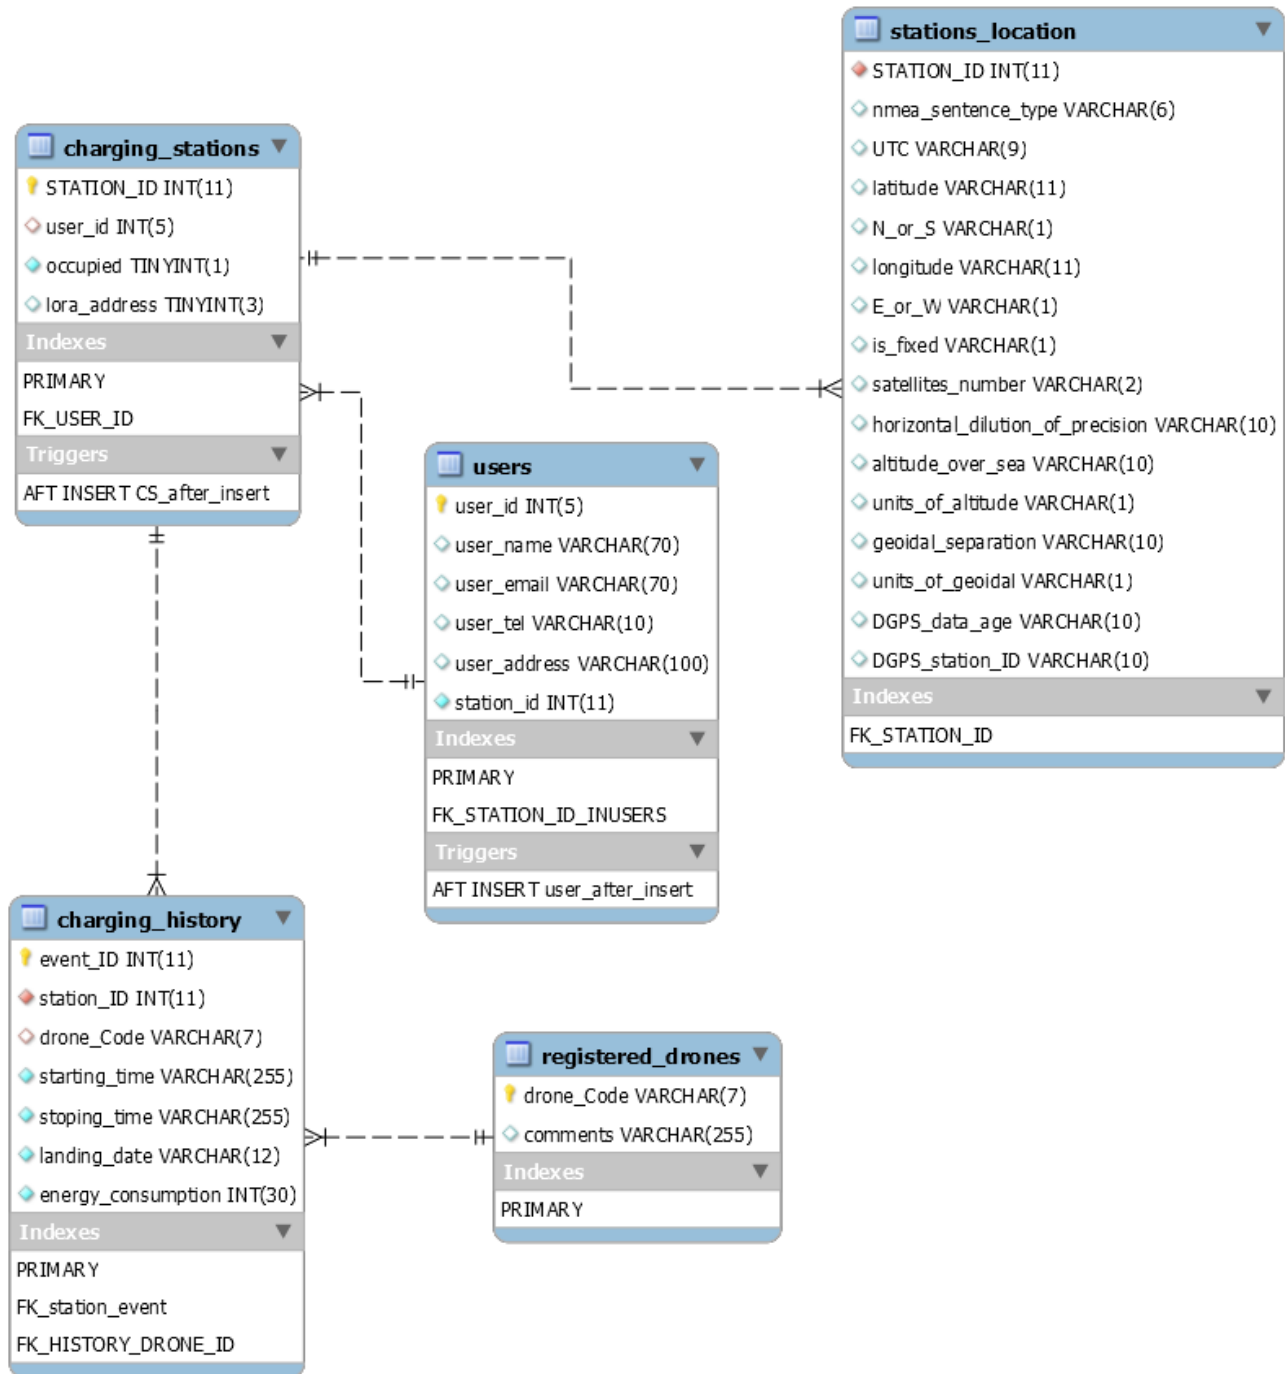 stations_location
STATION_ID INT(11)
nmea_sentence_type VARCHAR(6)
UTC VARCHAR(9)
latitude VARCHAR(11)
N_or_S VARCHAR(1)
longitude VARCHAR(11)
E_or_W VARCHAR(1)
is_fixed VARCHAR(1)
satellites_number VARCHAR(2)
horizontal_dilution_of_precision VARCHAR(10)
altitude_over_sea VARCHAR(10)
units_of_altitude VARCHAR(1)
geoidal_separation VARCHAR(10)
units_of_geoidal VARCHAR(1)
DGPS_data_age VARCHAR(10)
DGPS_station_ID VARCHAR(10)
Indexes
FK_STATION_ID
charging_stations
STATION_ID INT(11)
user_id INT(5)
occupied TINYINT(1)
lora_address TINYINT(3)
Indexes
PRIMARY
FK_USER_ID
Triggers
AFT INSERT CS_after_insert
users
user_id INT(5)
user_name VARCHAR(70)
user_email VARCHAR(70)
user_tel VARCHAR(10)
user_address VARCHAR(100)
station_id INT(11)
Indexes
PRIMARY
FK_STATION_ID_INUSERS
Triggers
AFT INSERT user_after_insert
charging_history
event_ID INT(11)
station_ID INT(11)
drone_Code VARCHAR(7)
starting_time VARCHAR(255)
stoping_time VARCHAR(255)
landing_date VARCHAR(12)
energy_consumption INT(30)
Indexes
PRIMARY
FK_station_event
FK_HISTORY_DRONE_ID
registered_drones
drone_Code VARCHAR(7)
comments VARCHAR(255)
Indexes
PRIMARY